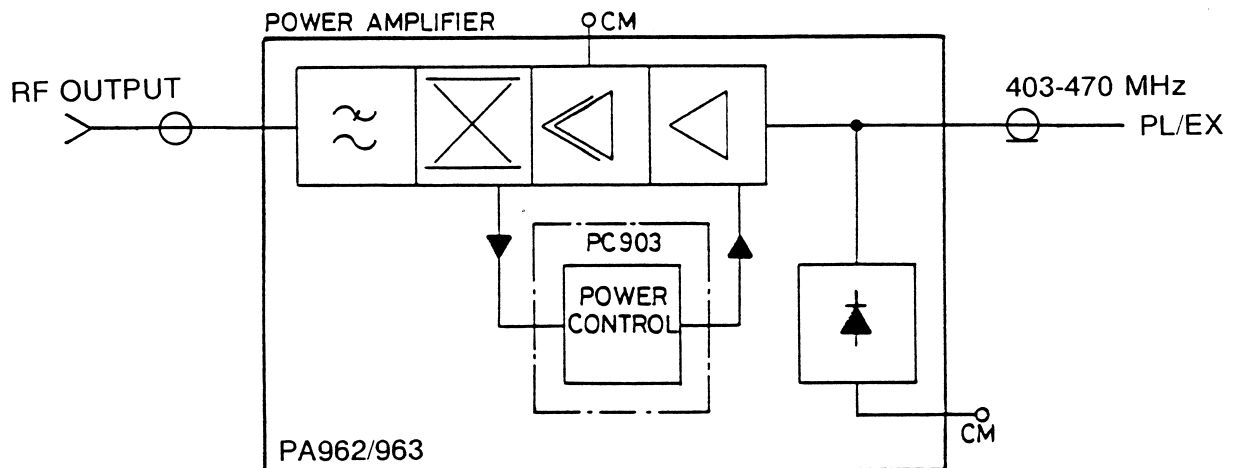 POWER AMPLIFIER
CM
RF OUTPUT
403-470 MHz
PL/EX
PC903
POWER
CONTROL
CM
PA962/963